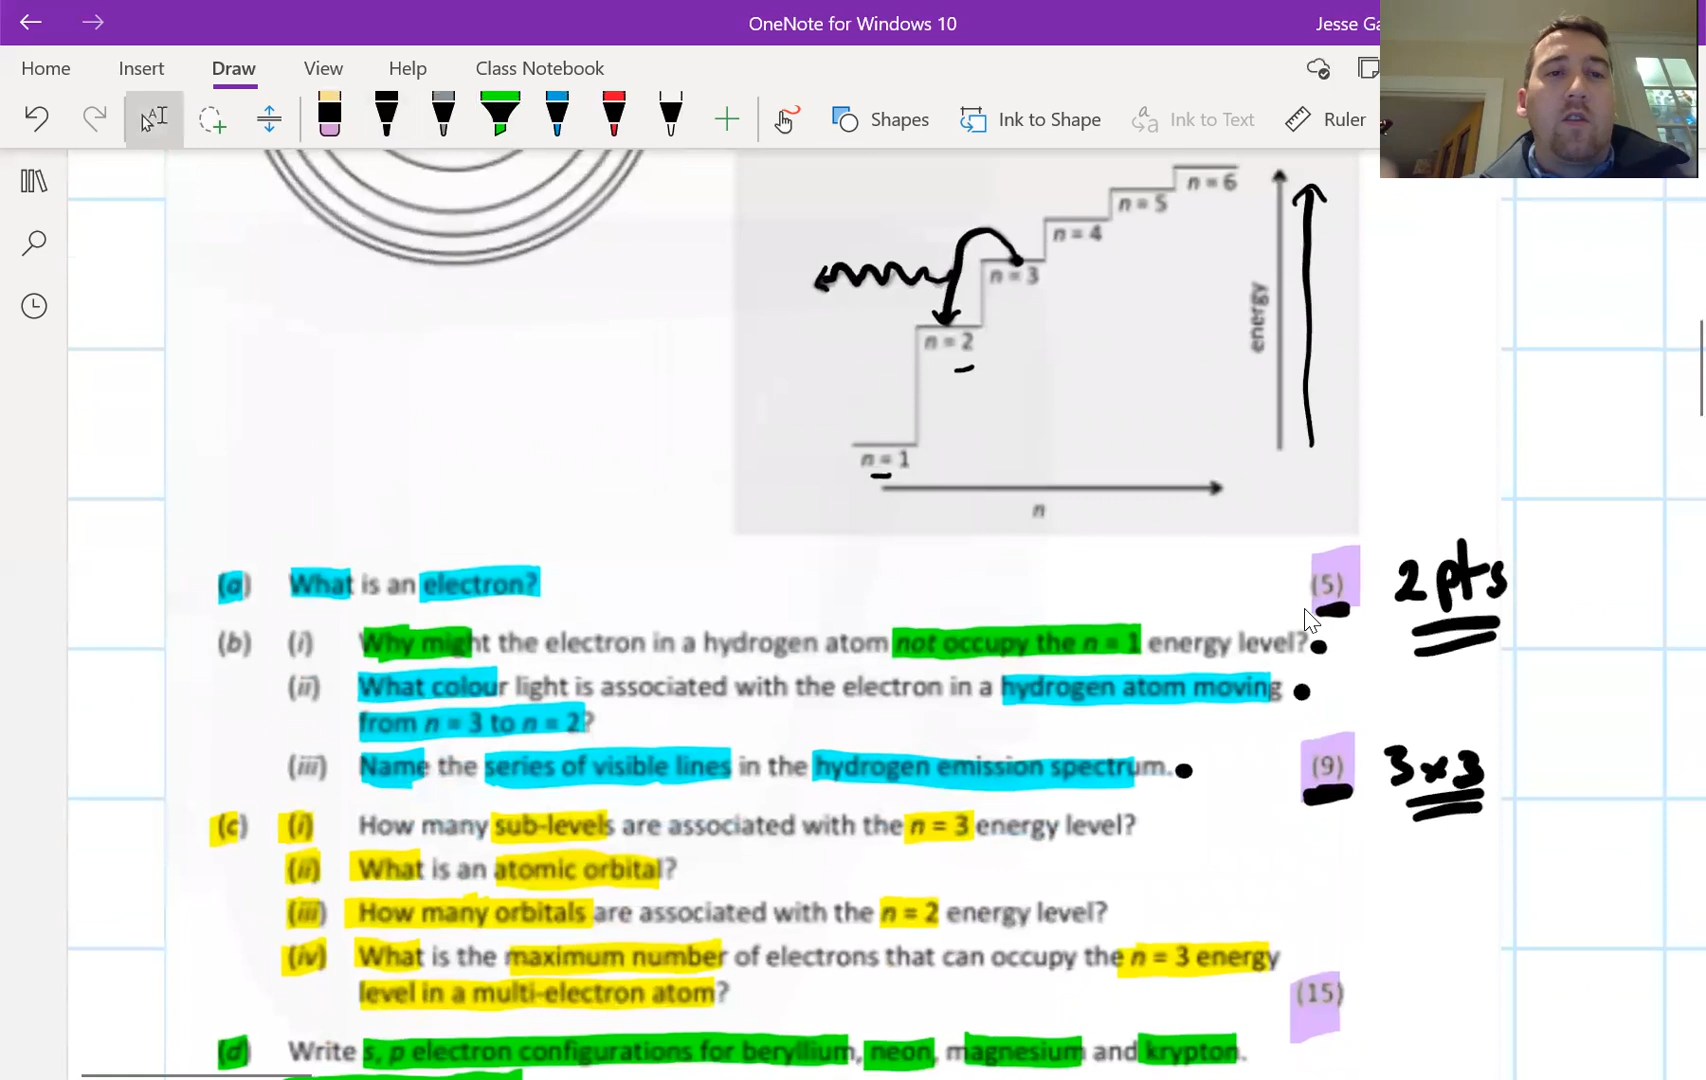 OneNote for Windows 10
Jesse Ga
Home Insert Draw View Help Class Notebook
Shapes Ink to Shape Ink to Text Ruler
n = 6
n = 5
n = 4
n = 3
n = 2
n = 1
energy
n
(a) What is an electron? (5) 2 pts
(b) (i) Why might the electron in a hydrogen atom not occupy the n = 1 energy level?
(ii) What colour light is associated with the electron in a hydrogen atom moving
from n = 3 to n = 2?
(iii) Name the series of visible lines in the hydrogen emission spectrum. (9) 3 x 3
(c) (i) How many sub-levels are associated with the n = 3 energy level?
(ii) What is an atomic orbital?
(iii) How many orbitals are associated with the n = 2 energy level?
(iv) What is the maximum number of electrons that can occupy the n = 3 energy
level in a multi-electron atom? (15)
(d) Write s, p electron configurations for beryllium, neon, magnesium and krypton.